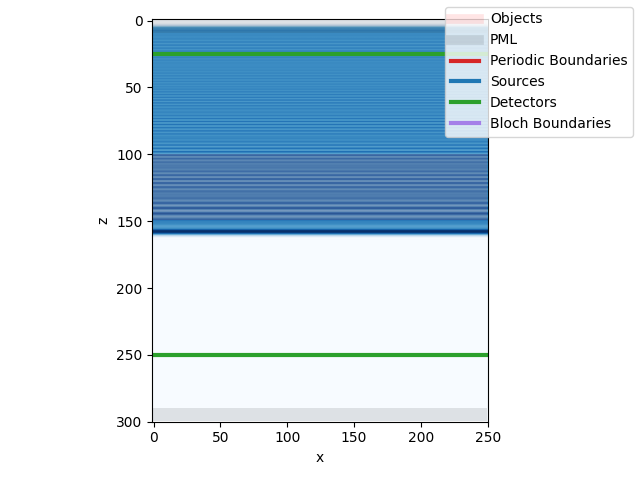 Objects
PML
Periodic Boundaries
Sources
Detectors
Bloch Boundaries
0
50
100
150
200
250
300
z
0 50 100 150 200 250
x